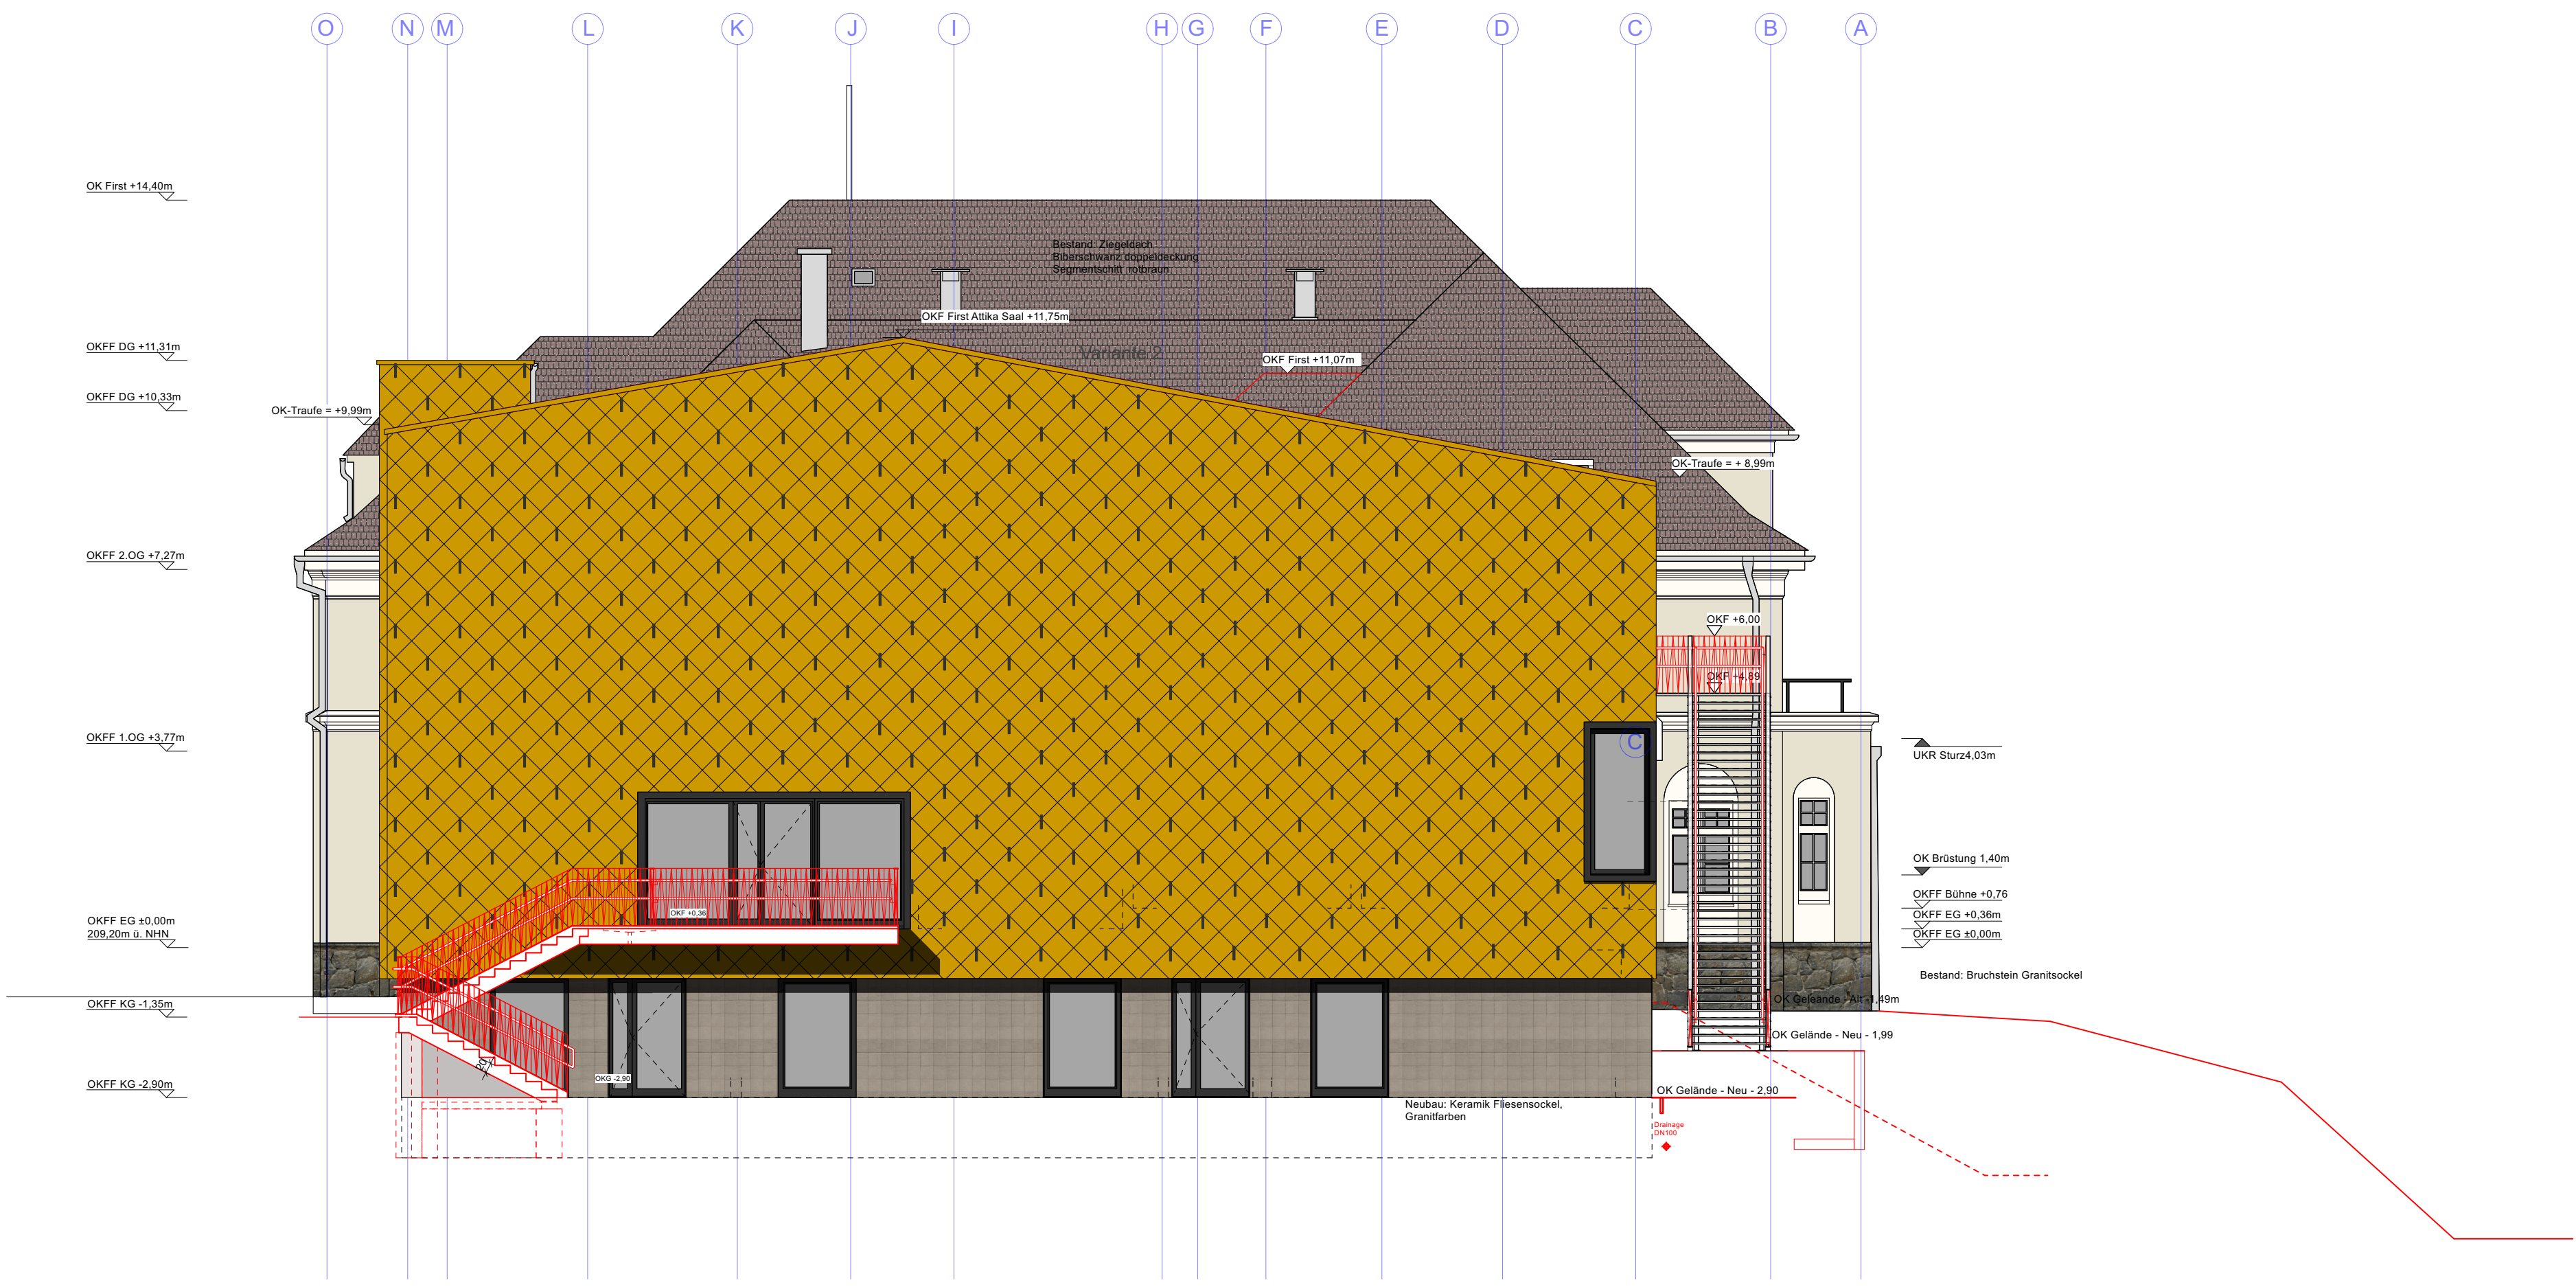 O N M L K J I H G F E D C B A
OK First +14,40m
Bestand: Ziegeldach
Biberschwanz doppeldeckung
Segmentschitt rotbraun
OKF First Attika Saal +11,75m
OKFF DG +11,31m
Variante 2
OKF First +11,07m
OKFF DG +10,33m
OK-Traufe = +9,99m
OK-Traufe = + 8,99m
OKFF 2.OG +7,27m
OKF +6,00
OKF +4,89
OKFF 1.OG +3,77m
C
UKR Sturz4,03m
OK Brüstung 1,40m
OKFF Bühne +0,76
OKF +0,36
OKFF EG +0,36m
OKFF EG ±0,00m
209,20m ü. NHN
OKFF EG ±0,00m
Bestand: Bruchstein Granitsockel
OKFF KG -1,35m
OK Geleände - Alt -1,49m
OK Gelände - Neu - 1,99
20
OKG -2,90
OKFF KG -2,90m
OK Gelände - Neu - 2,90
Neubau: Keramik Fliesensockel,
Granitfarben
Drainage
DN100